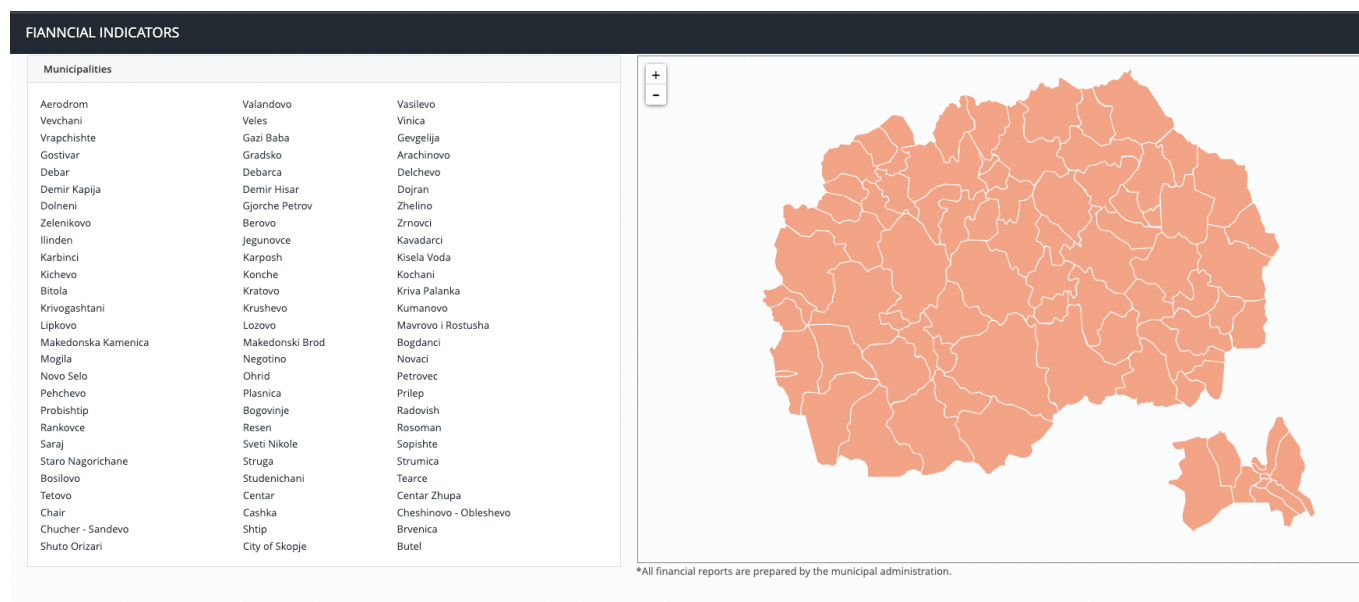 FIANNCIAL INDICATORS
Municipalities
Aerodrom Valandovo Vasilevo
Vevchani Veles Vinica
Vrapchishte Gazi Baba Gevgelija
Gostivar Gradsko Arachinovo
Debar Debarca Delchevo
Demir Kapija Demir Hisar Dojran
Dolneni Gjorche Petrov Zhelino
Zelenikovo Berovo Zrnovci
Ilinden Jegunovce Kavadarci
Karbinci Karposh Kisela Voda
Kichevo Konche Kochani
Bitola Kratovo Kriva Palanka
Krivogashtani Krushevo Kumanovo
Lipkovo Lozovo Mavrovo i Rostusha
Makedonska Kamenica Makedonski Brod Bogdanci
Mogila Negotino Novaci
Novo Selo Ohrid Petrovec
Pehchevo Plasnica Prilep
Probishtip Bogovinje Radovish
Rankovce Resen Rosoman
Saraj Sveti Nikole Sopishte
Staro Nagorichane Struga Strumica
Bosilovo Studenichani Tearce
Tetovo Centar Centar Zhupa
Chair Cashka Cheshinovo - Obleshevo
Chucher - Sandevo Shtip Brvenica
Shuto Orizari City of Skopje Butel
+
-
*All financial reports are prepared by the municipal administration.